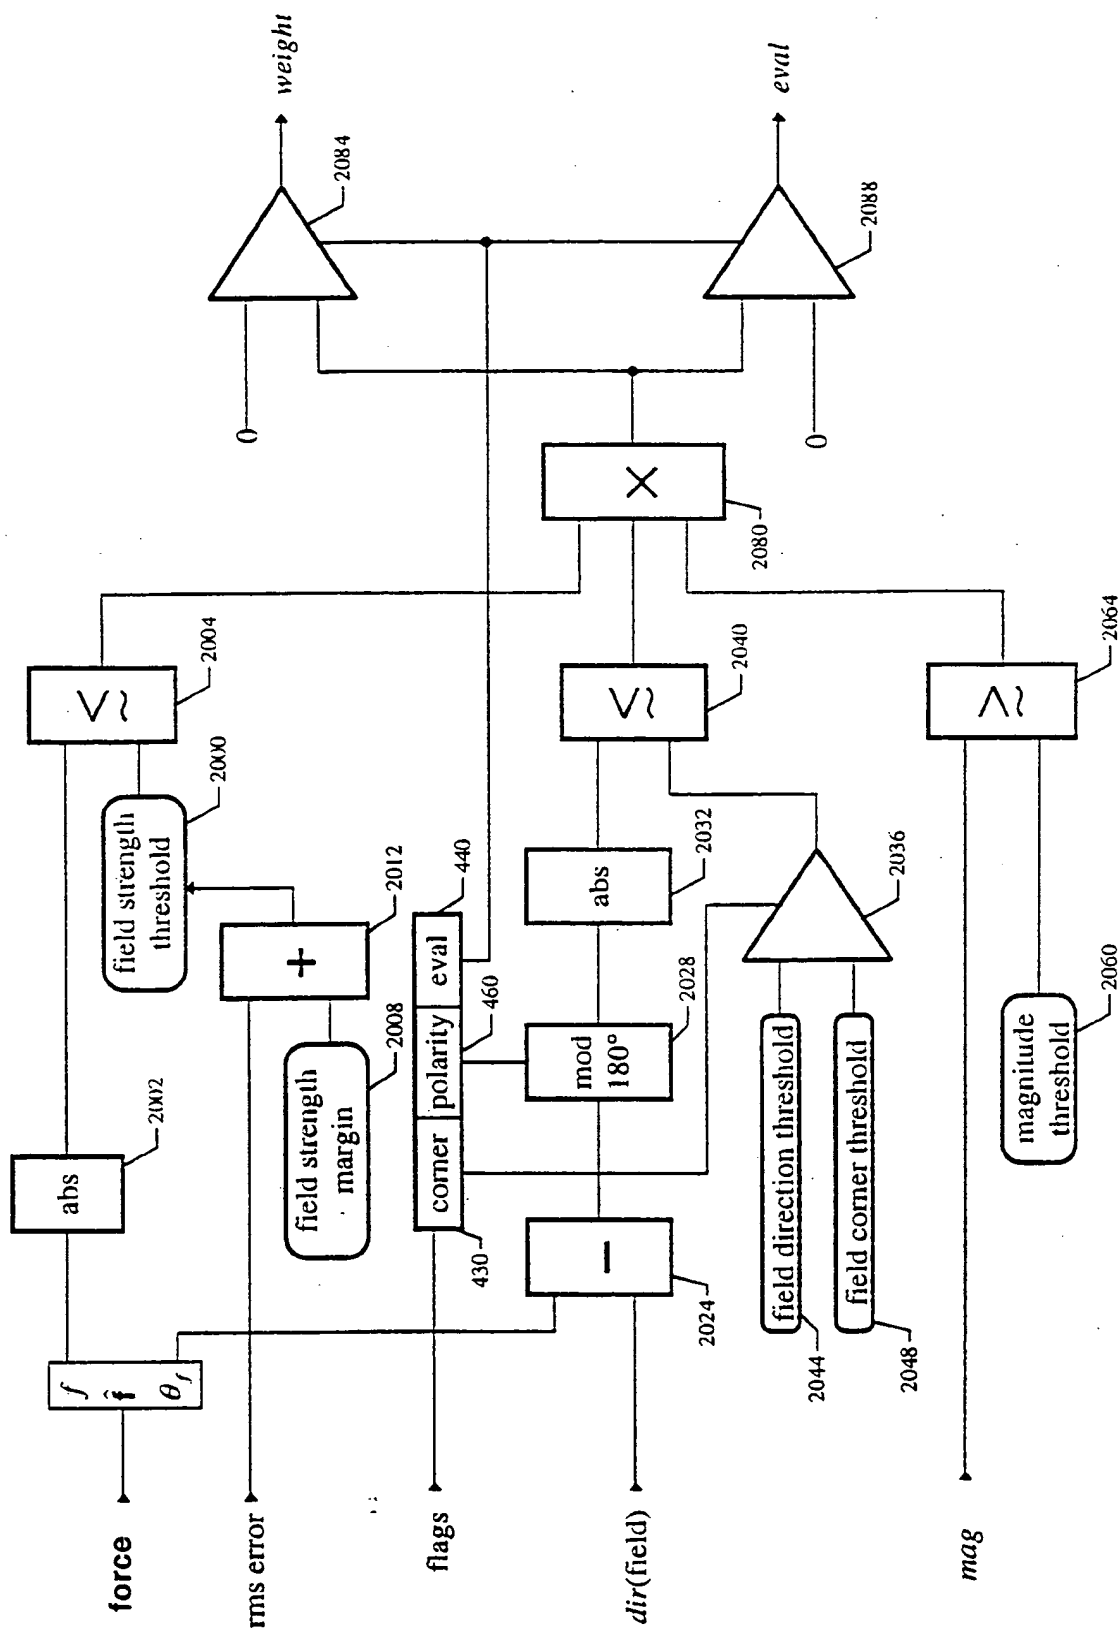 force
rms error
flags
dir(field)
mag
f
f̂
θf
abs
2002
field strength
threshold
2000
<~
2004
field strength
margin
2008
+
2012
corner
polarity
eval
430
460
440
−
2024
mod
180°
2028
abs
2032
<~
2040
field direction threshold
2044
field corner threshold
2048
2036
magnitude
threshold
2060
>~
2064
×
2080
0
2084
weight
0
2088
eval